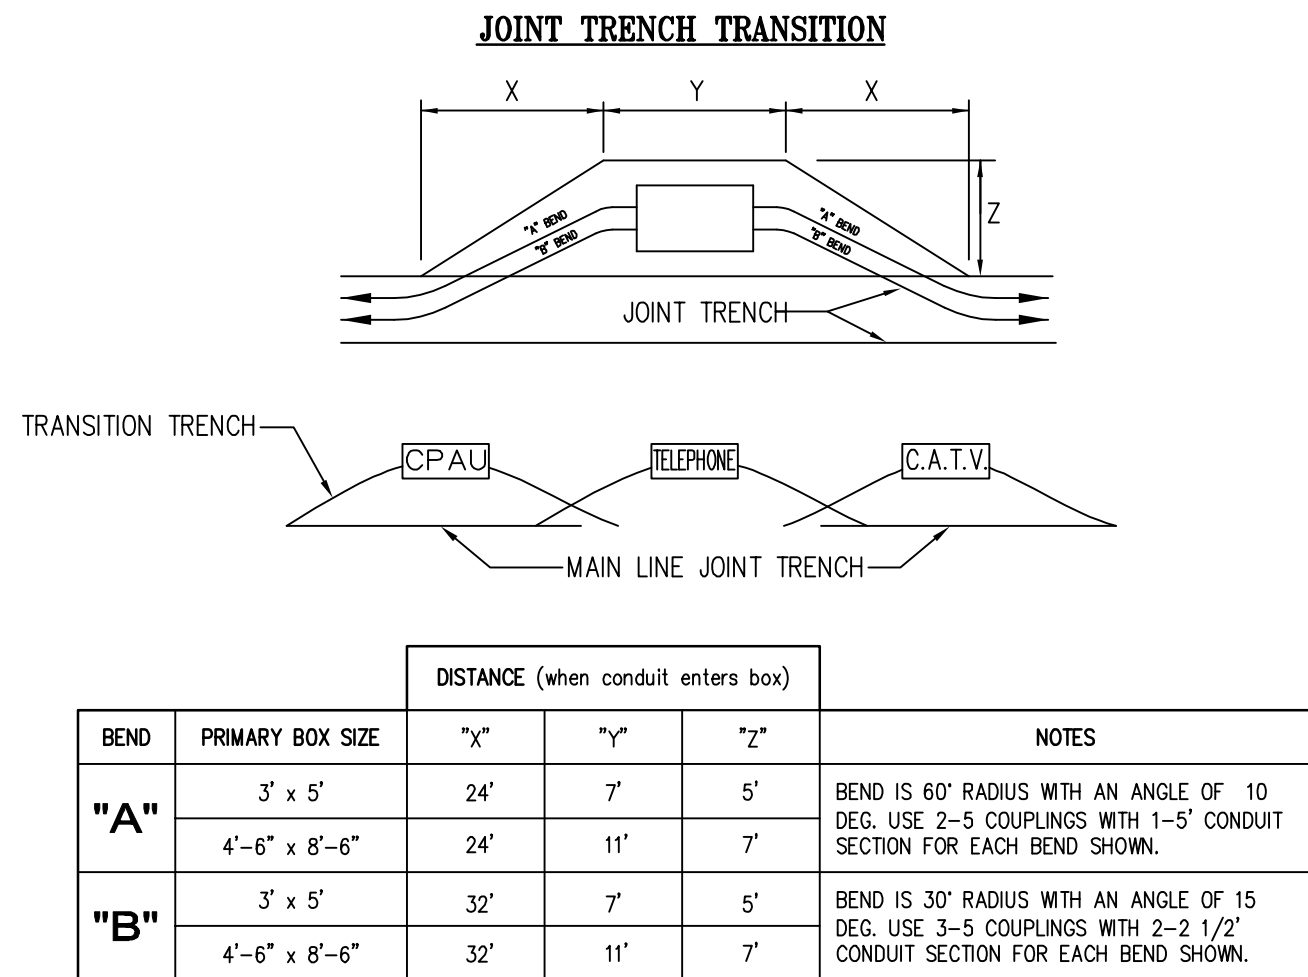 JOINT TRENCH TRANSITION
X Y X
Z
"A" BEND "A" BEND
"B" BEND "B" BEND
JOINT TRENCH
TRANSITION TRENCH
CPAU TELEPHONE C.A.T.V.
MAIN LINE JOINT TRENCH
DISTANCE (when conduit enters box)
BEND PRIMARY BOX SIZE "X" "Y" "Z" NOTES
"A"
3' x 5' 24' 7' 5'
4'-6" x 8'-6" 24' 11' 7'
BEND IS 60° RADIUS WITH AN ANGLE OF 10
DEG. USE 2-5 COUPLINGS WITH 1-5' CONDUIT
SECTION FOR EACH BEND SHOWN.
"B"
3' x 5' 32' 7' 5'
4'-6" x 8'-6" 32' 11' 7'
BEND IS 30° RADIUS WITH AN ANGLE OF 15
DEG. USE 3-5 COUPLINGS WITH 2-2 1/2'
CONDUIT SECTION FOR EACH BEND SHOWN.